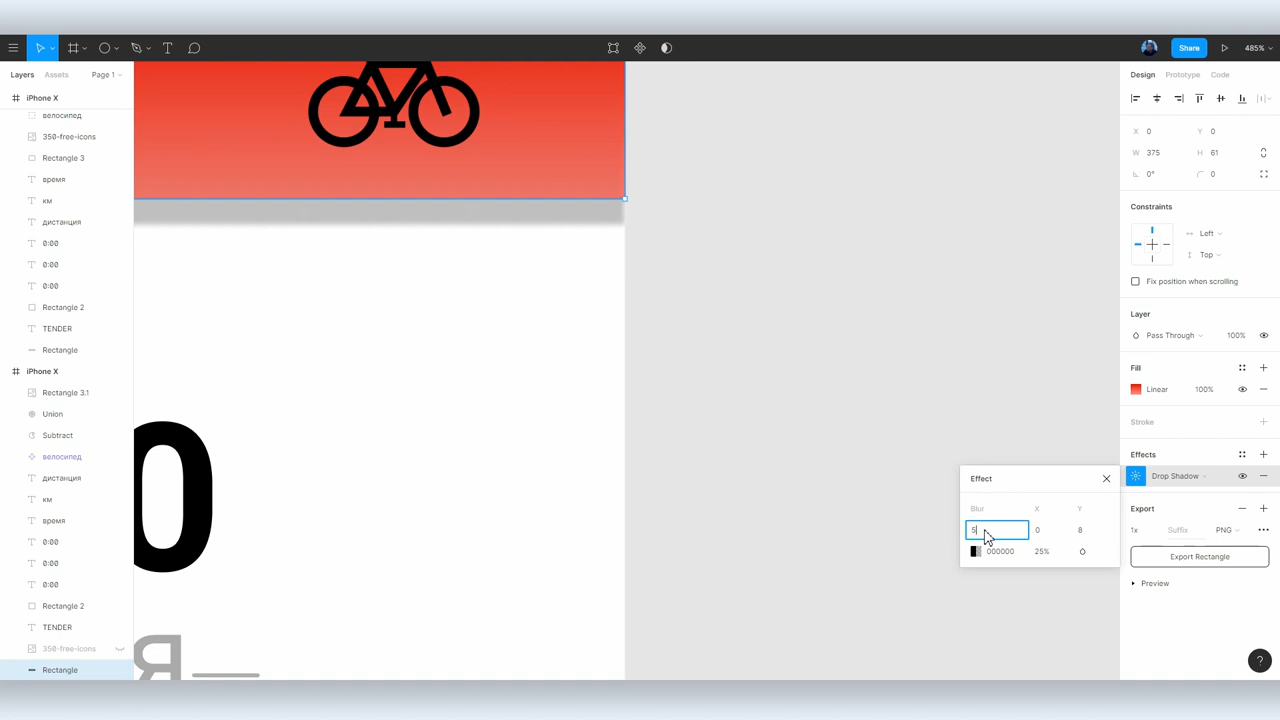 Share
485%
Layers
Assets
Page 1
Design
Prototype
Code
iPhone X
велосипед
350-free-icons
Rectangle 3
время
км
дистанция
0:00
0:00
0:00
Rectangle 2
TENDER
Rectangle
iPhone X
Rectangle 3.1
Union
Subtract
велосипед
дистанция
км
время
0:00
0:00
0:00
Rectangle 2
TENDER
350-free-icons
Rectangle
0
Я
X 0 Y 0
W 375 H 61
0° 0
Constraints
Left
Top
Fix position when scrolling
Layer
Pass Through 100%
Fill
Linear 100%
Stroke
Effects
Drop Shadow
Export
1x Suffix PNG
Export Rectangle
Preview
Effect
Blur X Y
5 0 8
000000 25%
?